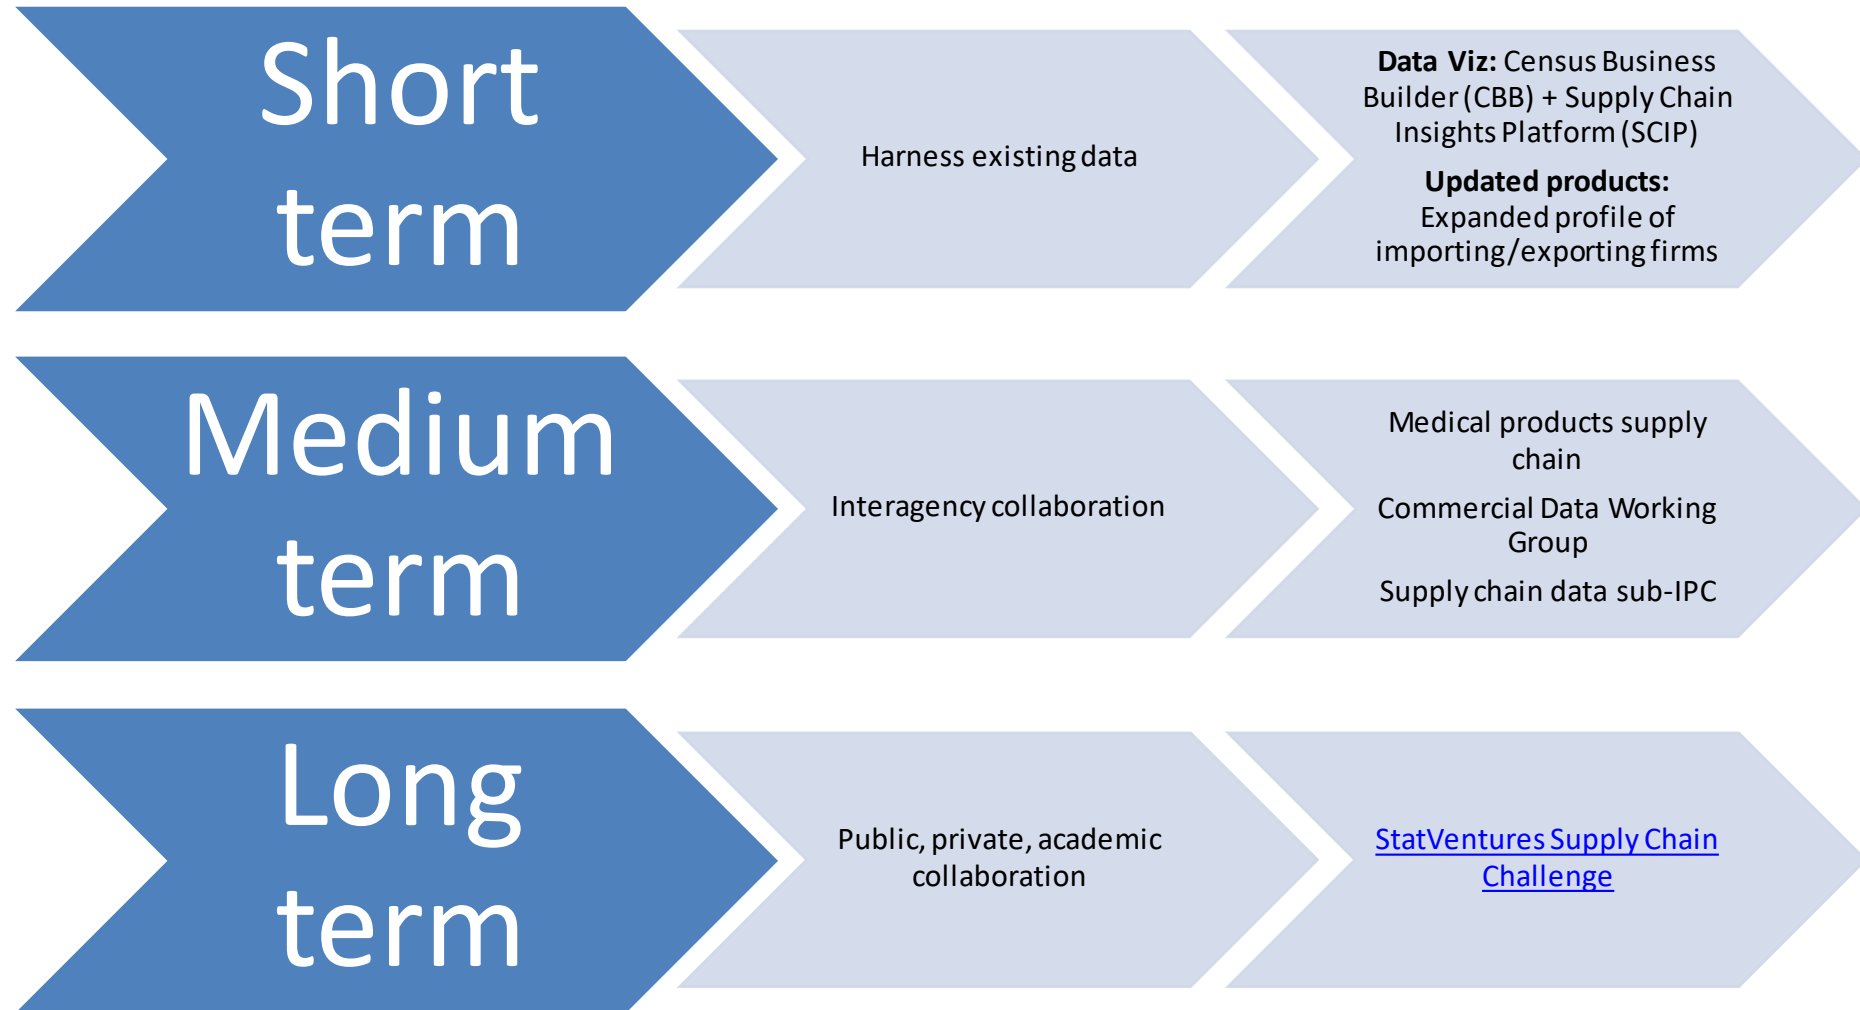 Short
term
Harness existing data
Data Viz: Census Business
Builder (CBB) + Supply Chain
Insights Platform (SCIP)
Updated products:
Expanded profile of
importing/exporting firms
Medium
term
Interagency collaboration
Medical products supply
chain
Commercial Data Working
Group
Supply chain data sub-IPC
Long
term
Public, private, academic
collaboration
StatVentures Supply Chain
Challenge